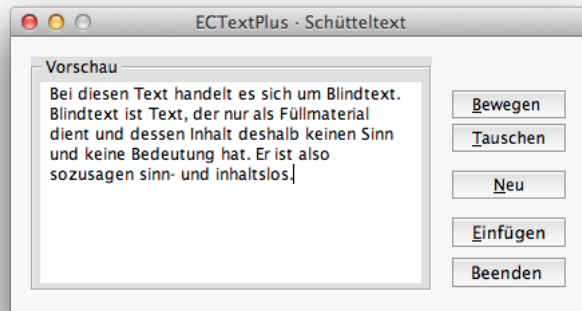 ECTextPlus · Schütteltext
Vorschau
Bei diesen Text handelt es sich um Blindtext.
Blindtext ist Text, der nur als Füllmaterial
dient und dessen Inhalt deshalb keinen Sinn
und keine Bedeutung hat. Er ist also
sozusagen sinn- und inhaltslos.
Bewegen
Tauschen
Neu
Einfügen
Beenden